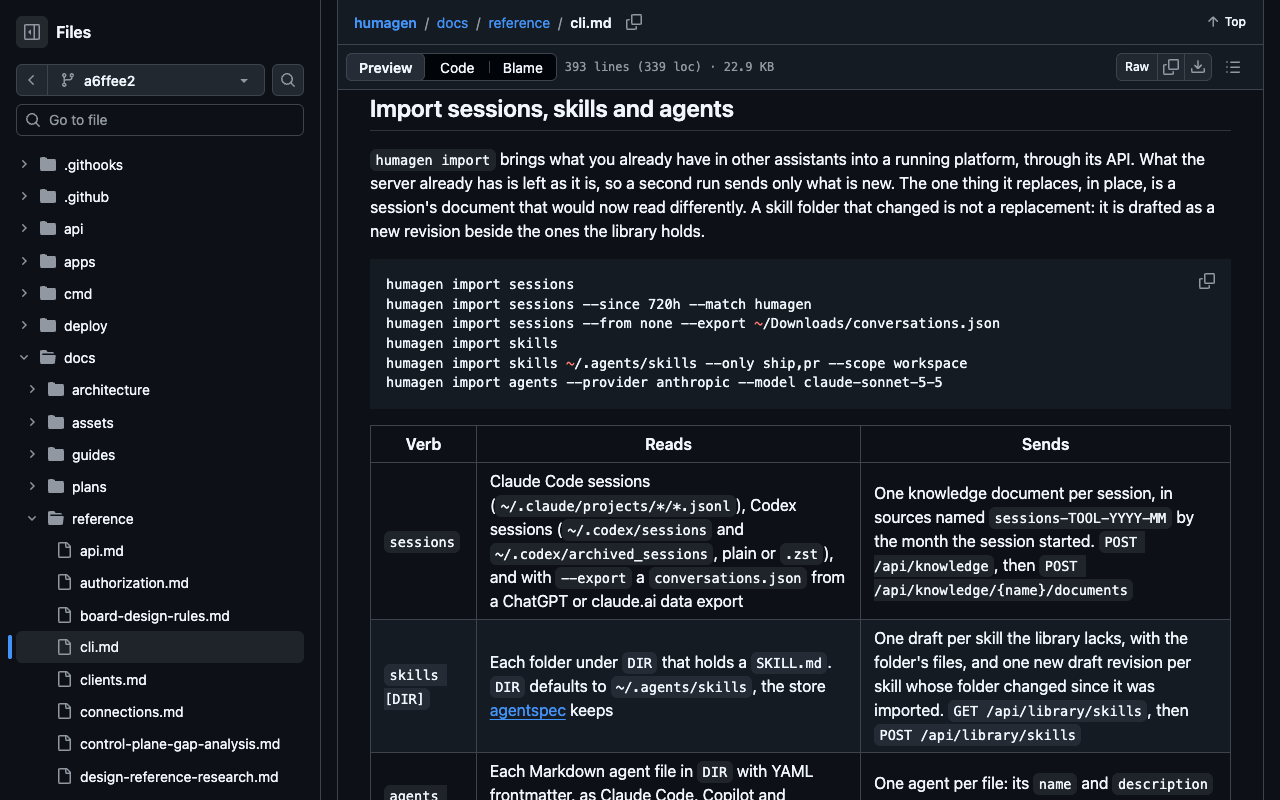 Files
a6ffee2
Go to file
.githooks
.github
api
apps
cmd
deploy
docs
architecture
assets
guides
plans
reference
api.md
authorization.md
board-design-rules.md
cli.md
clients.md
connections.md
control-plane-gap-analysis.md
design-reference-research.md
humagen / docs / reference / cli.md
Top
Preview Code Blame 393 lines (339 loc) · 22.9 KB
Raw
Import sessions, skills and agents
humagen import brings what you already have in other assistants into a running platform, through its API. What the
server already has is left as it is, so a second run sends only what is new. The one thing it replaces, in place, is a
session's document that would now read differently. A skill folder that changed is not a replacement: it is drafted as a
new revision beside the ones the library holds.
humagen import sessions
humagen import sessions --since 720h --match humagen
humagen import sessions --from none --export ~/Downloads/conversations.json
humagen import skills
humagen import skills ~/.agents/skills --only ship,pr --scope workspace
humagen import agents --provider anthropic --model claude-sonnet-5-5
Verb Reads Sends
sessions
Claude Code sessions
(~/.claude/projects/*/*.jsonl), Codex
sessions (~/.codex/sessions and
~/.codex/archived_sessions, plain or .zst),
and with --export a conversations.json from
a ChatGPT or claude.ai data export
One knowledge document per session, in
sources named sessions-TOOL-YYYY-MM by
the month the session started. POST
/api/knowledge, then POST
/api/knowledge/{name}/documents
skills
[DIR]
Each folder under DIR that holds a SKILL.md.
DIR defaults to ~/.agents/skills, the store
agentspec keeps
One draft per skill the library lacks, with the
folder's files, and one new draft revision per
skill whose folder changed since it was
imported. GET /api/library/skills, then
POST /api/library/skills
agents
Each Markdown agent file in DIR with YAML
frontmatter, as Claude Code, Copilot and
One agent per file: its name and description